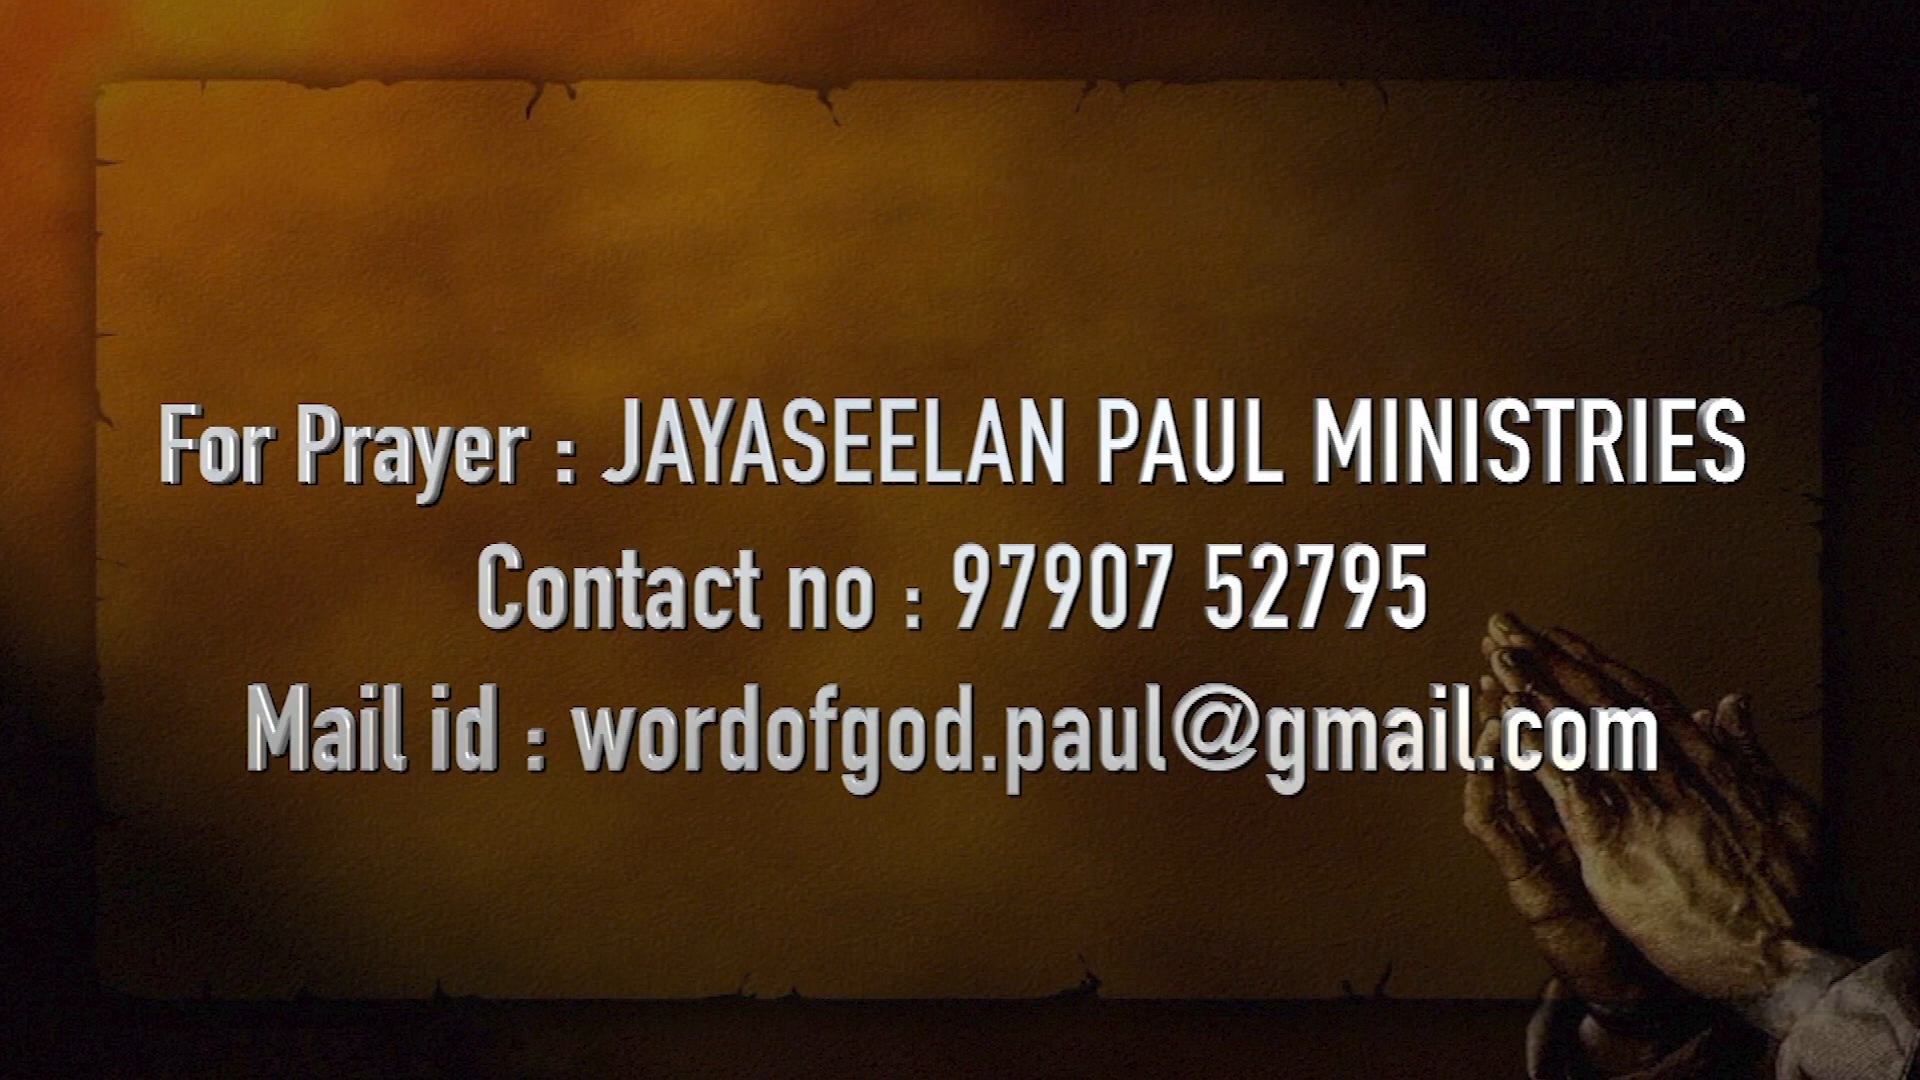 For Prayer : JAYASEELAN PAUL MINISTRIES
Contact no : 97907 52795
Mail id : wordofgod.paul@gmail.com